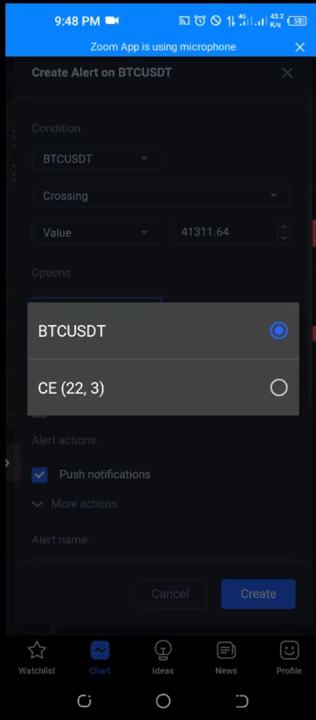 9:48 PM
4G
43.2
K/s
Zoom App is using microphone
Create Alert on BTCUSDT
Condition
BTCUSDT
Crossing
Value 41311.64
Options
BTCUSDT
CE (22, 3)
Alert actions
Push notifications
More actions
Alert name
Cancel Create
Watchlist Chart Ideas News Profile